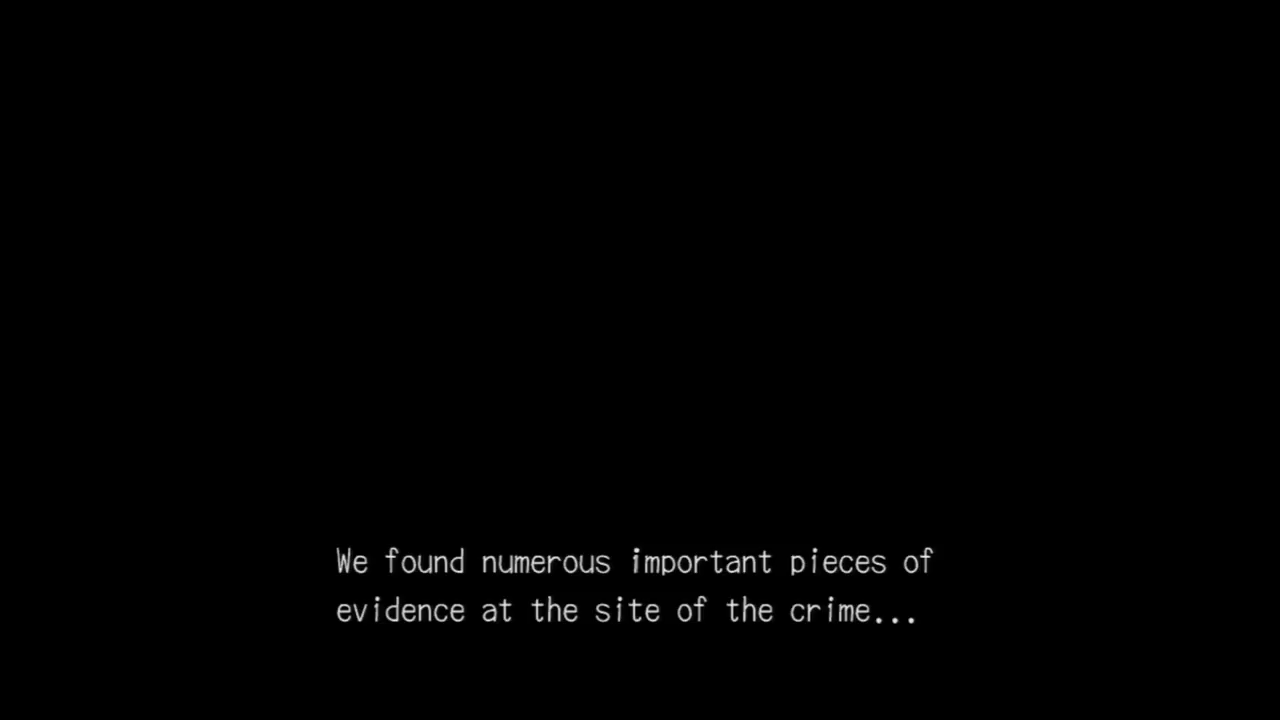 We found numerous important pieces of
evidence at the site of the crime...